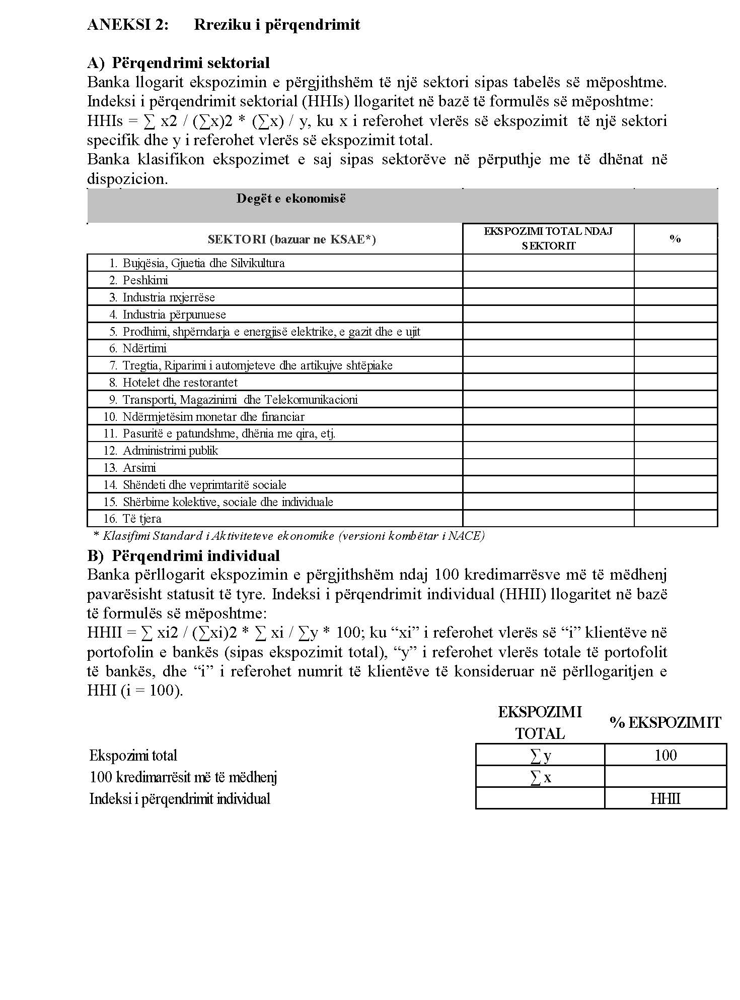 ANEKSI 2: Rreziku i përqendrimit
A) Përqendrimi sektorial
Banka llogarit ekspozimin e përgjithshëm të një sektori sipas tabelës së mëposhtme.
Indeksi i përqendrimit sektorial (HHIs) llogaritet në bazë të formulës së mëposhtme:
HHIs = ∑ x2 / (∑x)2 * (∑x) / y, ku x i referohet vlerës së ekspozimit të një sektori
specifik dhe y i referohet vlerës së ekspozimit total.
Banka klasifikon ekspozimet e saj sipas sektorëve në përputhje me të dhënat në
dispozicion.
Degët e ekonomisë
SEKTORI (bazuar ne KSAE*) EKSPOZIMI TOTAL NDAJ SEKTORIT %
1. Bujqësia, Gjuetia dhe Silvikultura
2. Peshkimi
3. Industria nxjerrëse
4. Industria përpunuese
5. Prodhimi, shpërndarja e energjisë elektrike, e gazit dhe e ujit
6. Ndërtimi
7. Tregtia, Riparimi i automjeteve dhe artikujve shtëpiake
8. Hotelet dhe restorantet
9. Transporti, Magazinimi dhe Telekomunikacioni
10. Ndërmjetësim monetar dhe financiar
11. Pasuritë e patundshme, dhënia me qira, etj.
12. Administrimi publik
13. Arsimi
14. Shëndeti dhe veprimtaritë sociale
15. Shërbime kolektive, sociale dhe individuale
16. Të tjera
* Klasifimi Standard i Aktiviteteve ekonomike (versioni kombëtar i NACE)
B) Përqendrimi individual
Banka përllogarit ekspozimin e përgjithshëm ndaj 100 kredimarrësve më të mëdhenj
pavarësisht statusit të tyre. Indeksi i përqendrimit individual (HHII) llogaritet në bazë
të formulës së mëposhtme:
HHII = ∑ xi2 / (∑xi)2 * ∑ xi / ∑y * 100; ku “xi” i referohet vlerës së “i” klientëve në
portofolin e bankës (sipas ekspozimit total), “y” i referohet vlerës totale të portofolit
të bankës, dhe “i” i referohet numrit të klientëve të konsideruar në përllogaritjen e
HHI (i = 100).
EKSPOZIMI TOTAL % EKSPOZIMIT
Ekspozimi total ∑ y 100
100 kredimarrësit më të mëdhenj ∑ x
Indeksi i përqendrimit individual HHII